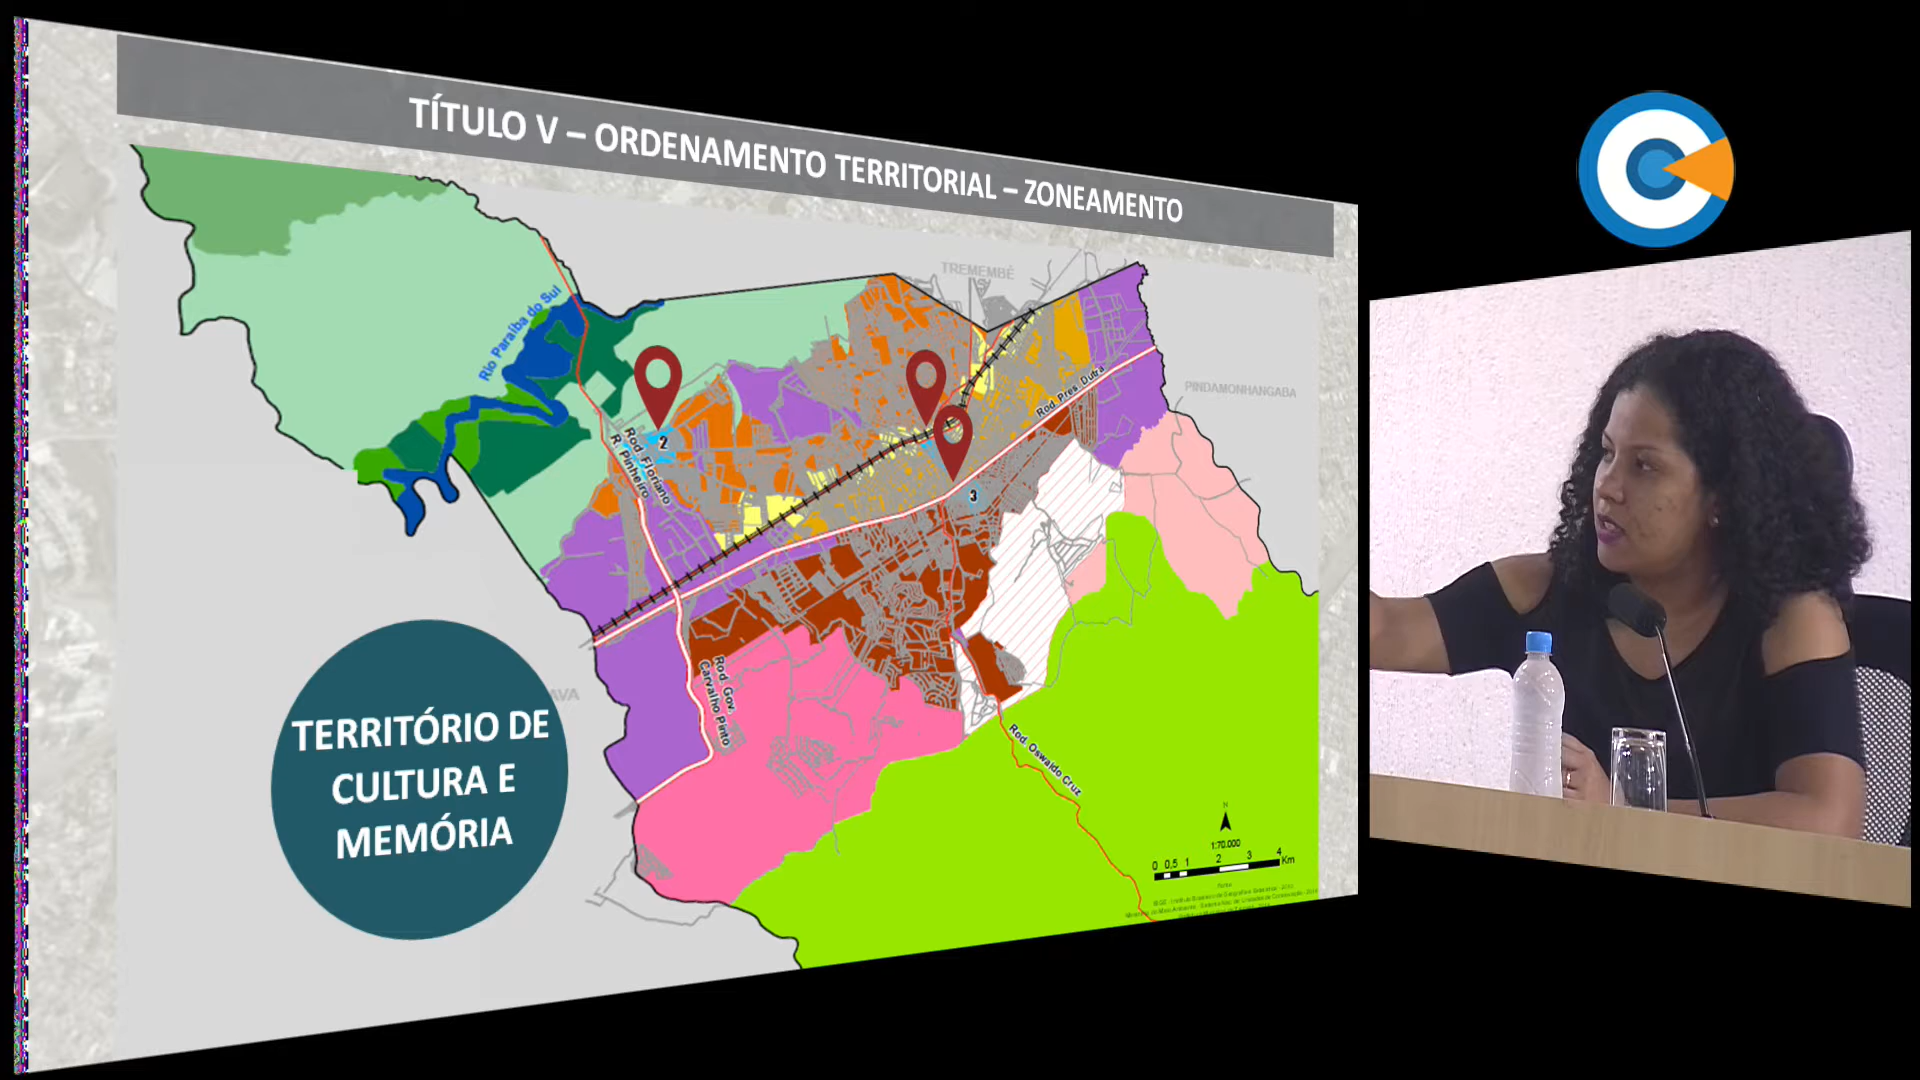 TÍTULO V – ORDENAMENTO TERRITORIAL – ZONEAMENTO
TREMEMBÉ
Rio Paraíba do Sul
PINDAMONHANGABA
Rod. Pres. Dutra
2
Rod. Floriano
R. Pinheiro
3
Rod. Gov.
Carvalho Pinto
AVA
TERRITÓRIO DE
CULTURA E
MEMÓRIA
Rod. Oswaldo Cruz
N
1:70.000
0 0,5 1 2 3 4
Km